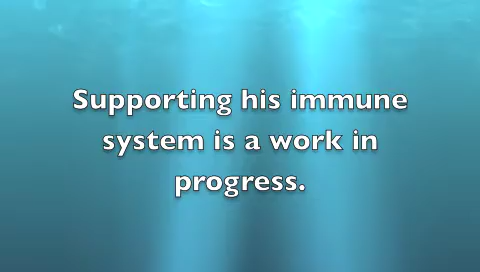 Supporting his immune
system is a work in
progress.